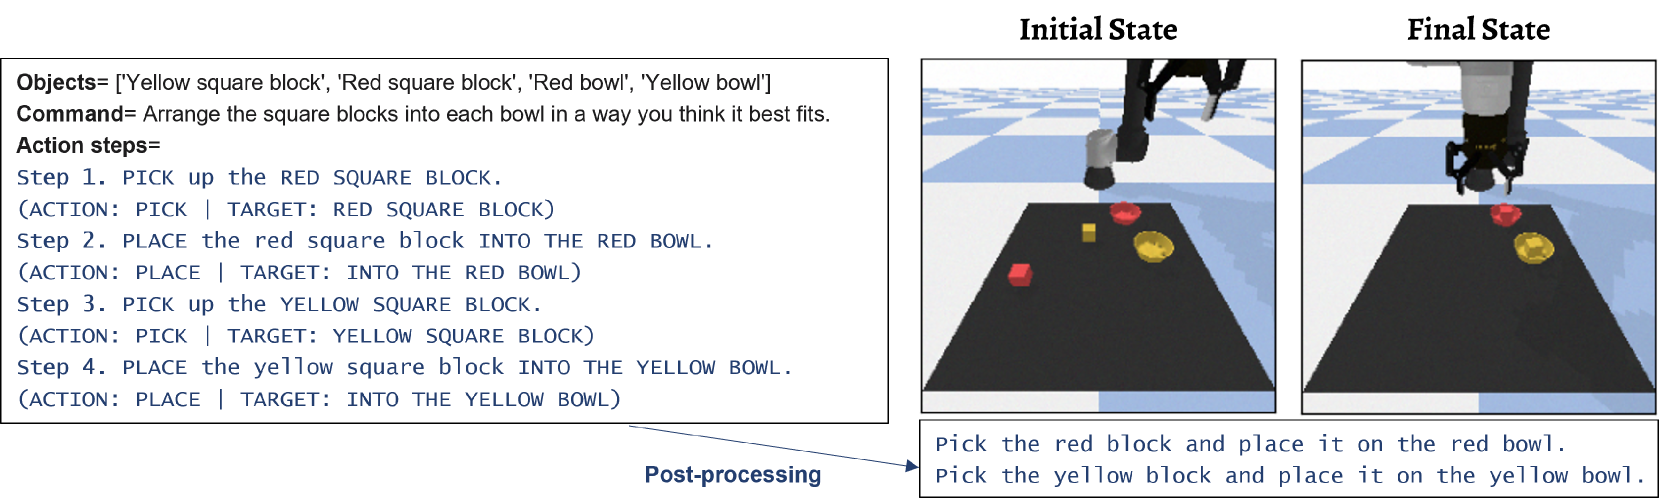 Initial State
Final State
Objects= ['Yellow square block', 'Red square block', 'Red bowl', 'Yellow bowl']
Command= Arrange the square blocks into each bowl in a way you think it best fits.
Action steps=
Step 1. PICK up the RED SQUARE BLOCK.
(ACTION: PICK | TARGET: RED SQUARE BLOCK)
Step 2. PLACE the red square block INTO THE RED BOWL.
(ACTION: PLACE | TARGET: INTO THE RED BOWL)
Step 3. PICK up the YELLOW SQUARE BLOCK.
(ACTION: PICK | TARGET: YELLOW SQUARE BLOCK)
Step 4. PLACE the yellow square block INTO THE YELLOW BOWL.
(ACTION: PLACE | TARGET: INTO THE YELLOW BOWL)
Post-processing
Pick the red block and place it on the red bowl.
Pick the yellow block and place it on the yellow bowl.